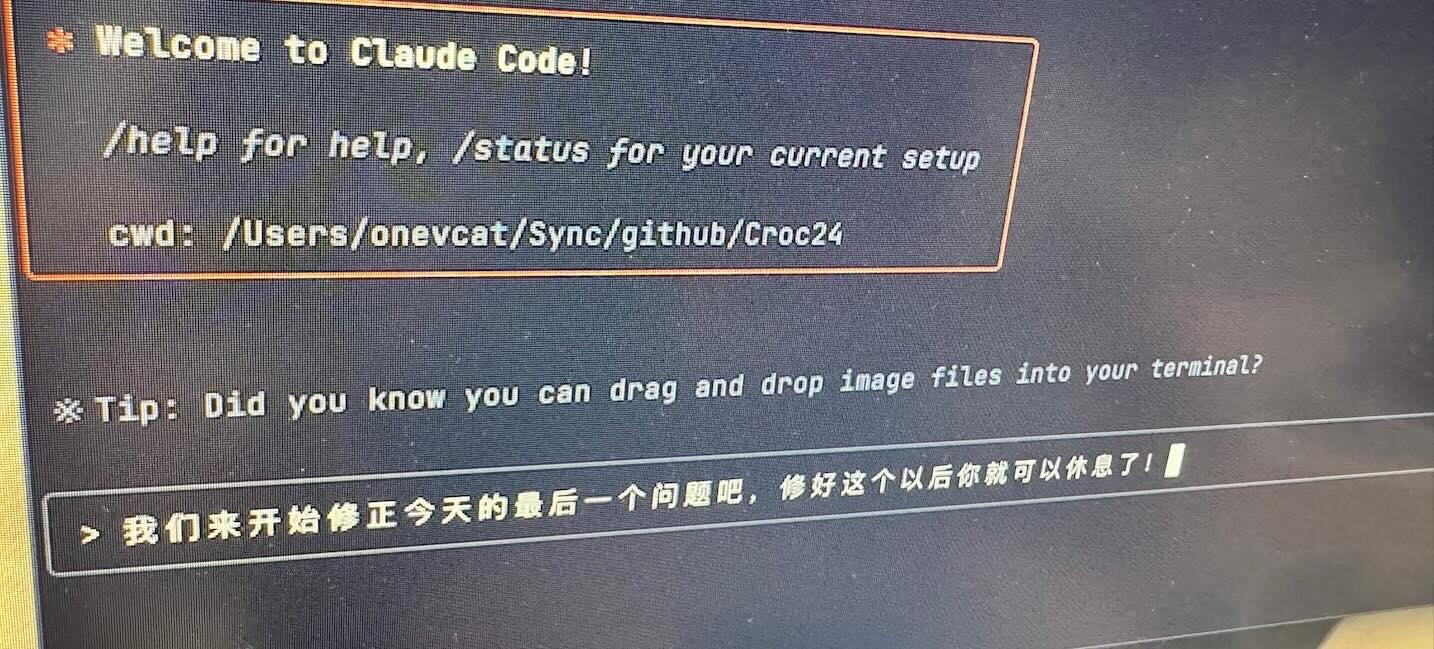 ✻ Welcome to Claude Code!
/help for help, /status for your current setup
cwd: /Users/onevcat/Sync/github/Croc24
※ Tip: Did you know you can drag and drop image files into your terminal?
> 我们来开始修正今天的最后一个问题吧，修好这个以后你就可以休息了！